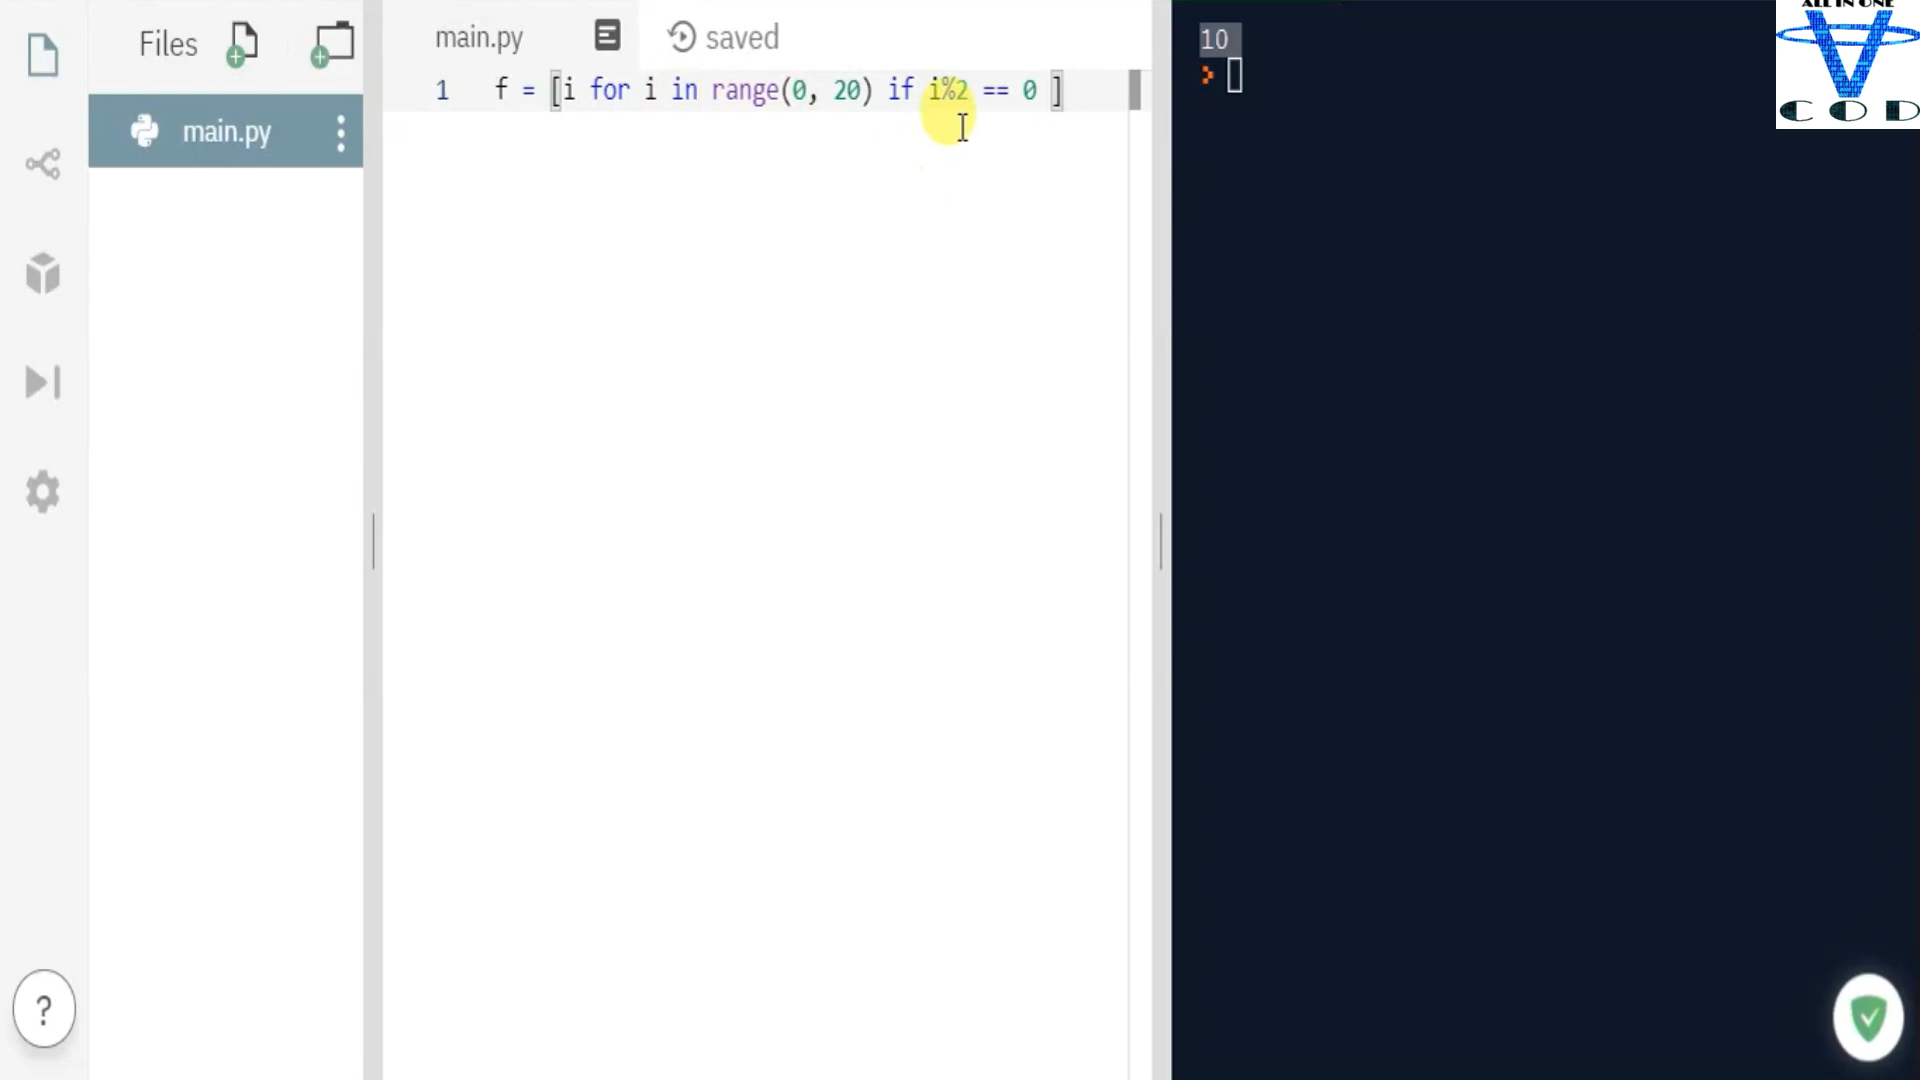 Files
main.py
main.py
saved
1 f = [i for i in range(0, 20) if i%2 == 0 ]
10
ALL IN ONE
COD
?